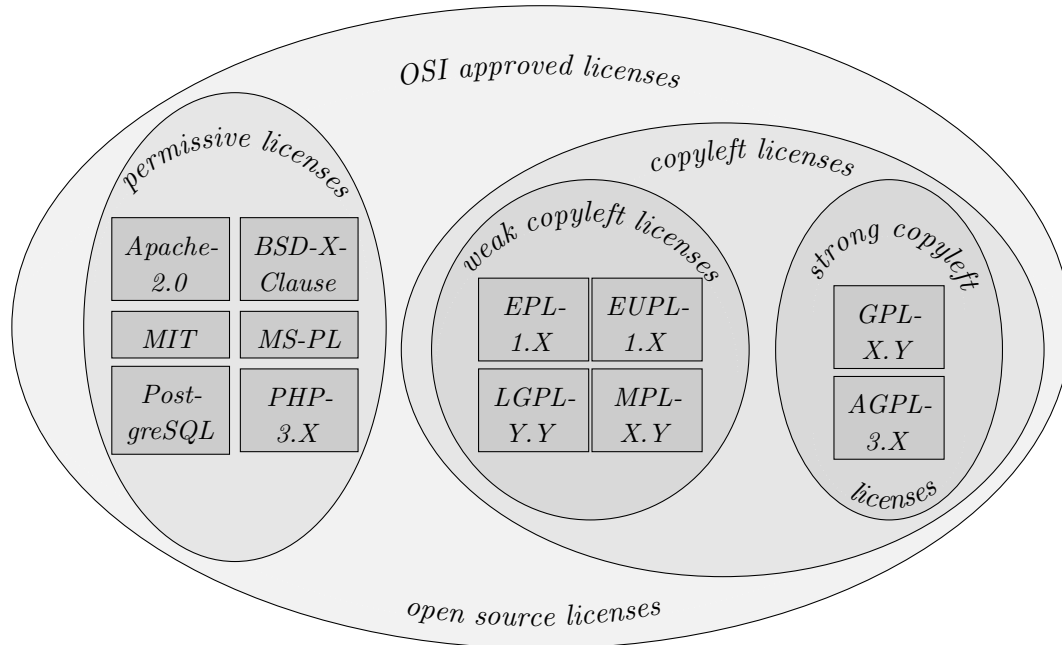 OSI approved licenses
permissive licenses
Apache-
2.0
BSD-X-
Clause
MIT
MS-PL
Post-
greSQL
PHP-
3.X
copyleft licenses
weak copyleft licenses
EPL-
1.X
EUPL-
1.X
LGPL-
Y.Y
MPL-
X.Y
strong copyleft
GPL-
X.Y
AGPL-
3.X
licenses
open source licenses